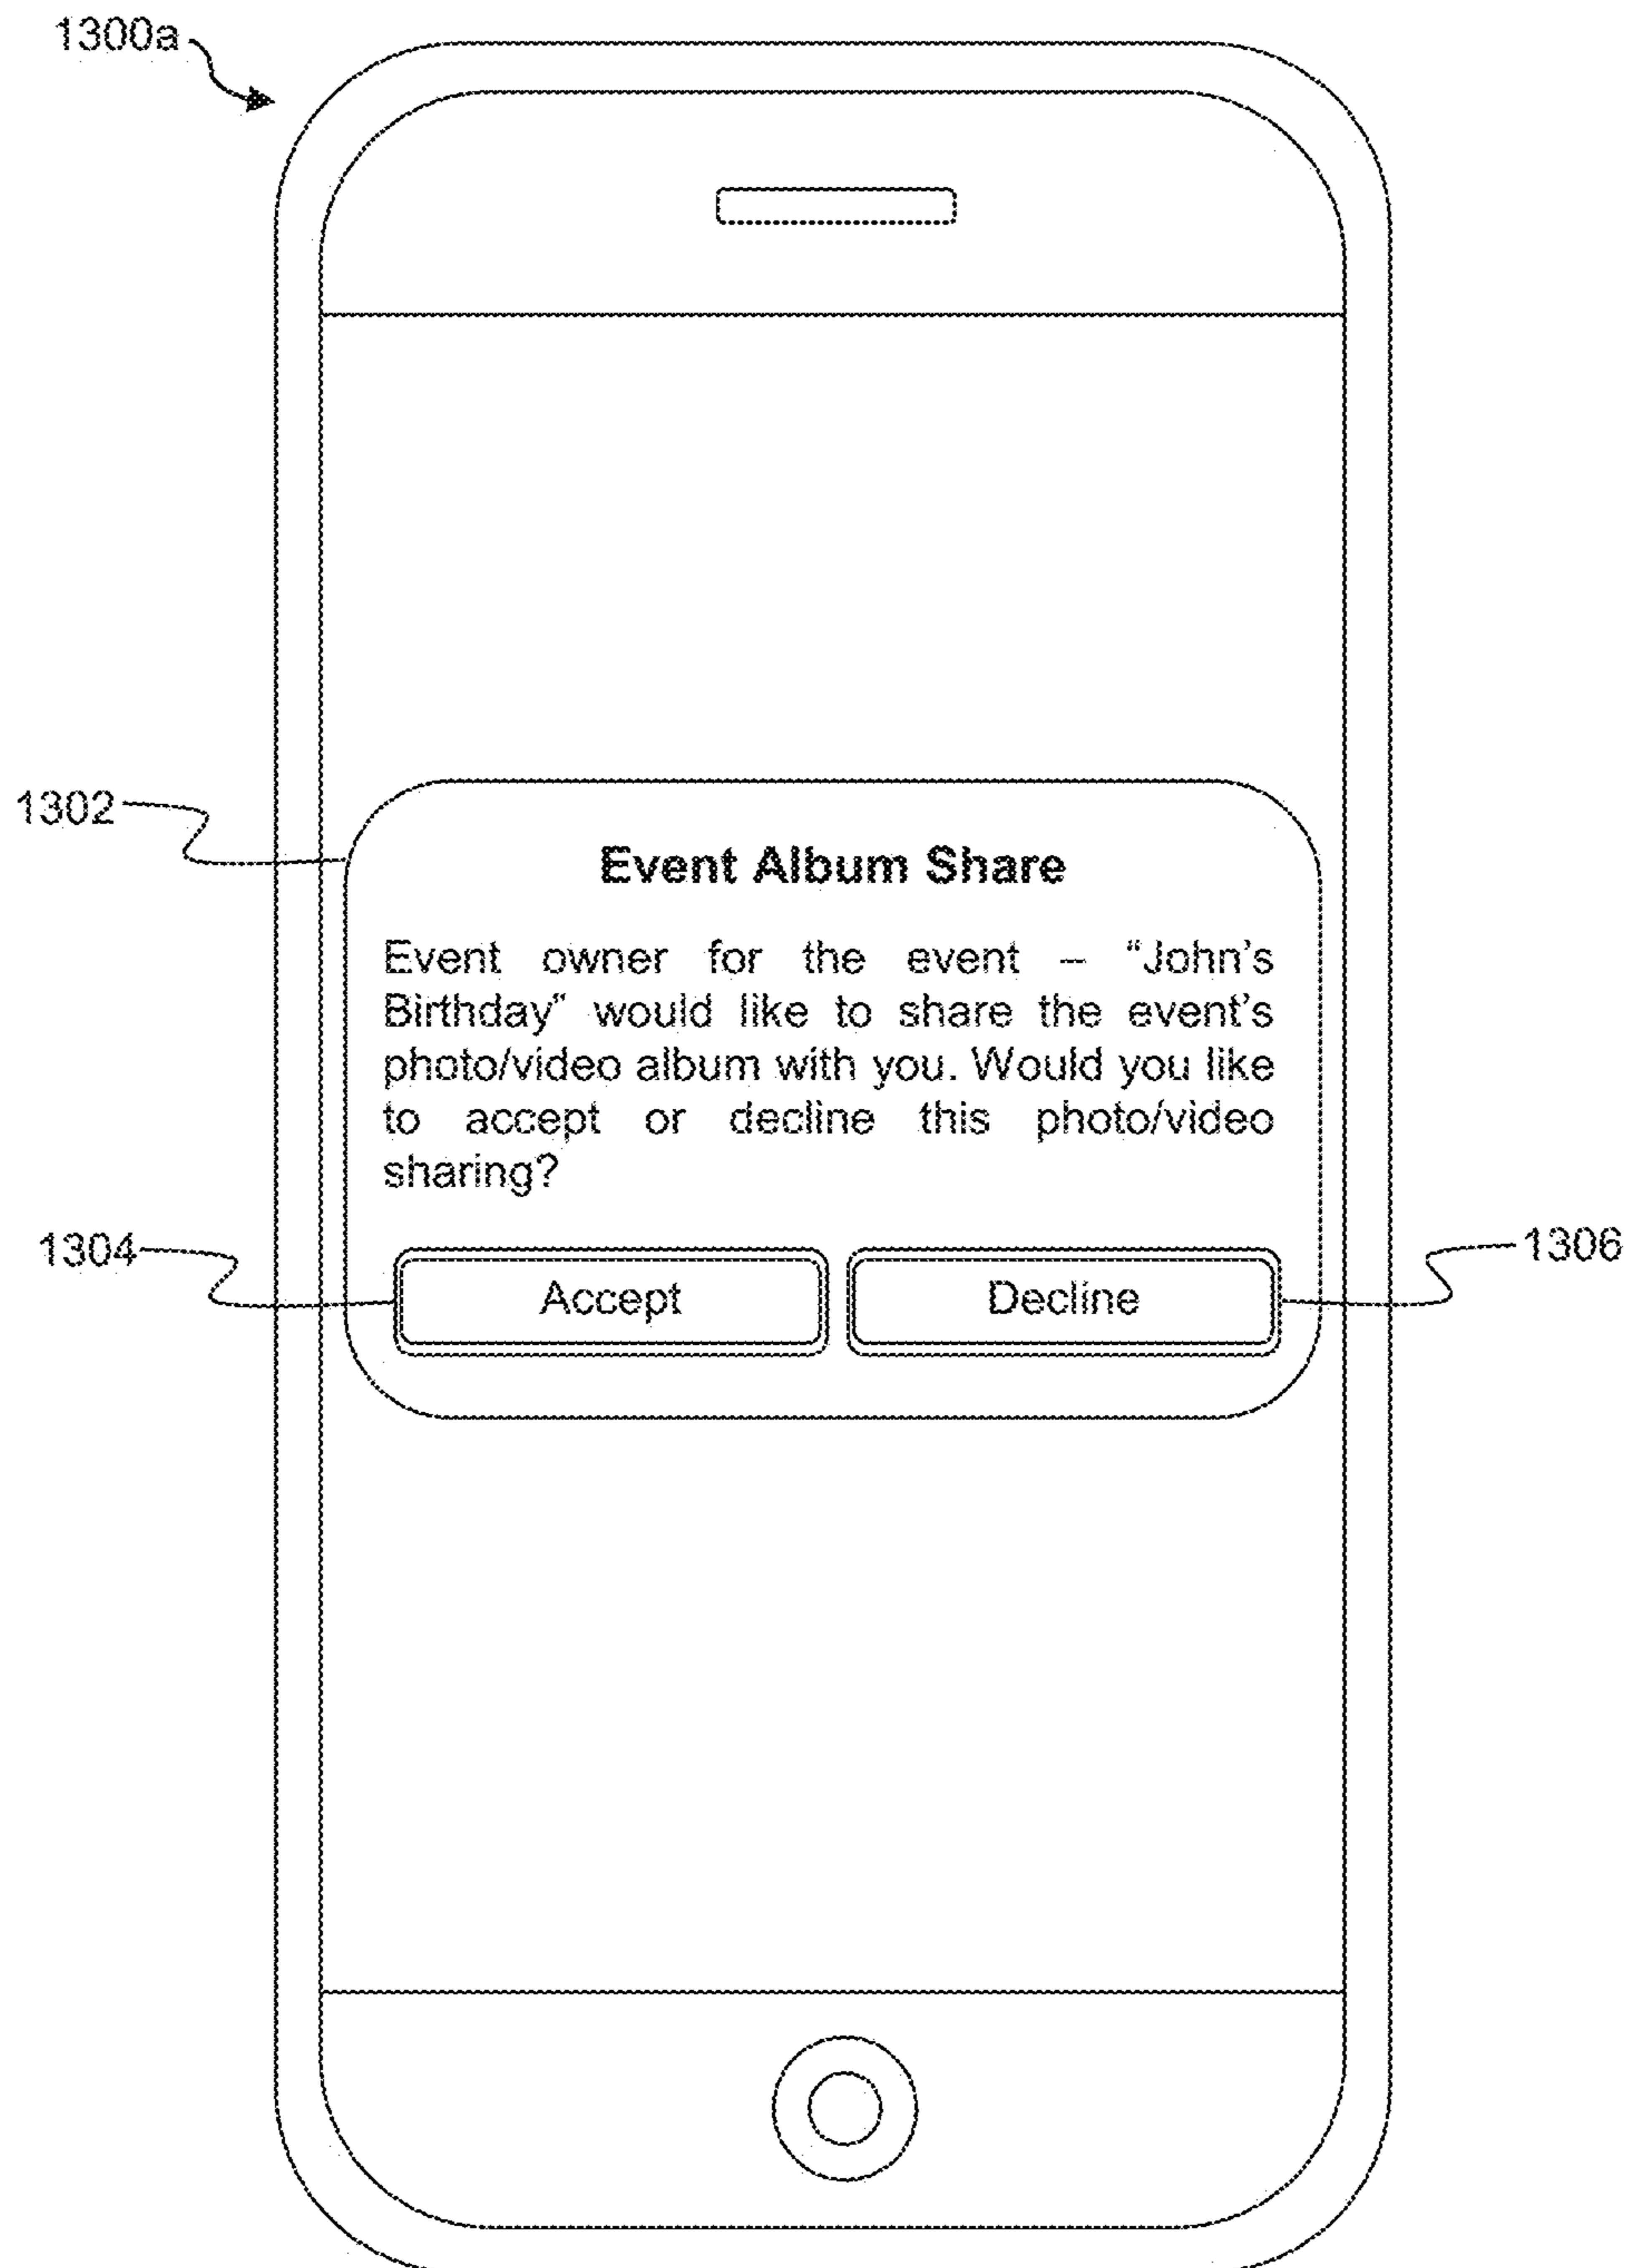 1300a
1302
Event Album Share
Event owner for the event – “John’s
Birthday” would like to share the event’s
photo/video album with you. Would you like
to accept or decline this photo/video
sharing?
1304
Accept
Decline
1306